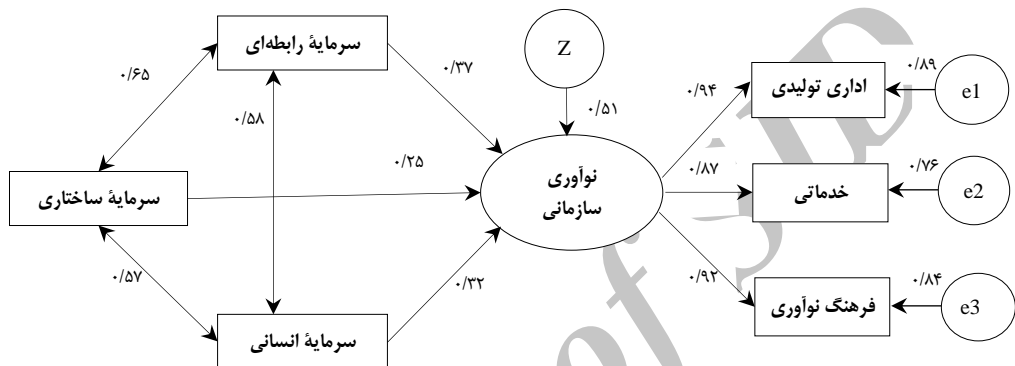 سرمایهٔ رابطه‌ای
۰/۶۵
۰/۳۷
۰/۵۸
Z
۰/۵۱
۰/۹۴
اداری تولیدی
۰/۸۹
e1
سرمایهٔ ساختاری
۰/۲۵
نوآوری
سازمانی
۰/۸۷
خدماتی
۰/۷۶
e2
۰/۵۷
۰/۳۲
سرمایهٔ انسانی
۰/۹۲
فرهنگ نوآوری
۰/۸۴
e3
of SID